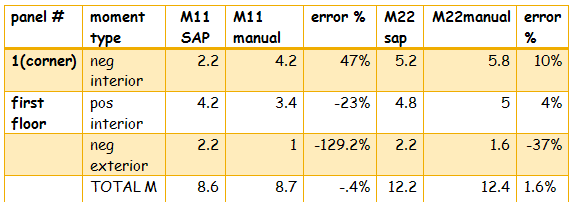 panel # moment type M11 SAP M11 manual error % M22 sap M22manual error %
1(corner) neg interior 2.2 4.2 47% 5.2 5.8 10%
first floor pos interior 4.2 3.4 -23% 4.8 5 4%
neg exterior 2.2 1 -129.2% 2.2 1.6 -37%
TOTAL M 8.6 8.7 -.4% 12.2 12.4 1.6%